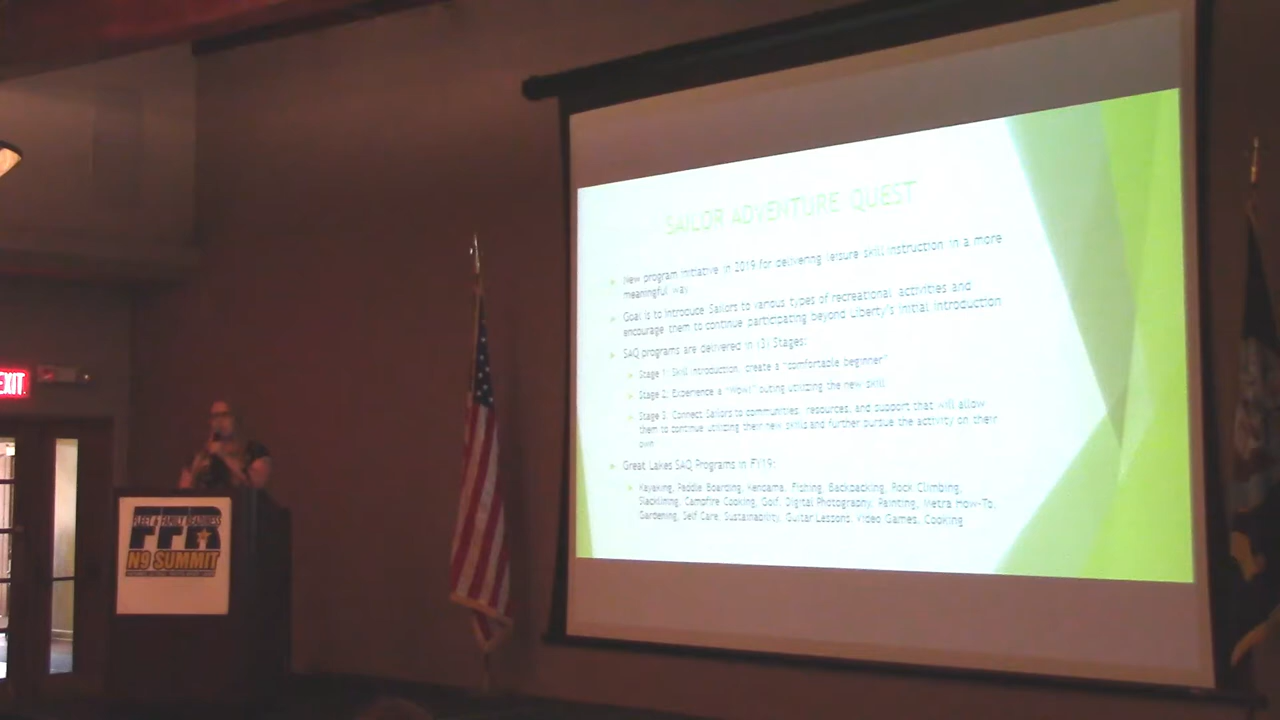 SAILOR ADVENTURE QUEST
New program initiative in 2019 for delivering leisure skill instruction in a more
meaningful way
Goal is to introduce Sailors to various types of recreational activities and
encourage them to continue participating beyond Liberty's initial introduction
SAQ programs are delivered in (3) Stages:
Stage 1: Skill introduction, create a "comfortable beginner"
Stage 2: Experience a "Wow!" outing utilizing the new skill
Stage 3: Connect Sailors to communities, resources, and support that will allow
them to continue utilizing their new skills and further pursue the activity on their
own
Great Lakes SAQ Programs in FY19:
Kayaking, Paddle Boarding, Kendama, Fishing, Backpacking, Rock Climbing,
Slacklining, Campfire Cooking, Golf, Digital Photography, Painting, Metra How-To,
Gardening, Self Care, Sustainability, Guitar Lessons, Video Games, Cooking
EXIT
FLEET & FAMILY READINESS
FFR
N9 SUMMIT